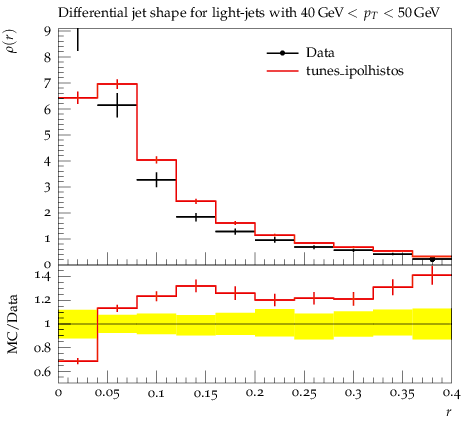 Differential jet shape for light-jets with 40 GeV < p_T < 50 GeV
ρ(r)
9
8
7
6
5
4
3
2
1
0
Data
tunes_ipolhistos
MC/Data
1.4
1.2
1
0.8
0.6
0 0.05 0.1 0.15 0.2 0.25 0.3 0.35 0.4
r